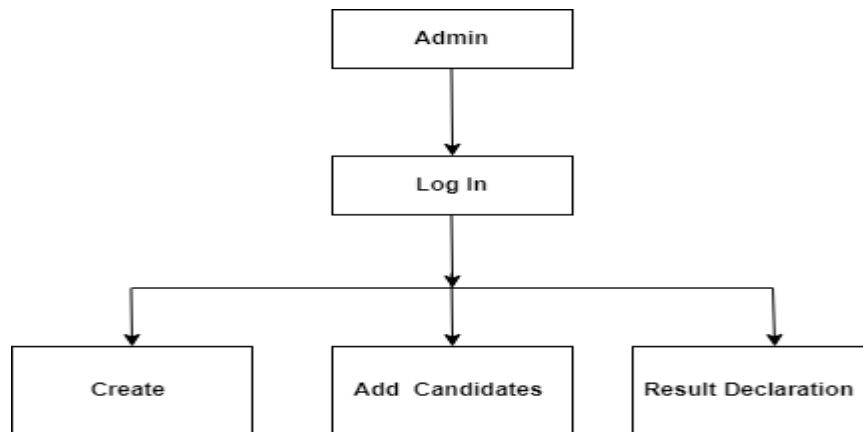 Admin
Log In
Create
Add Candidates
Result Declaration